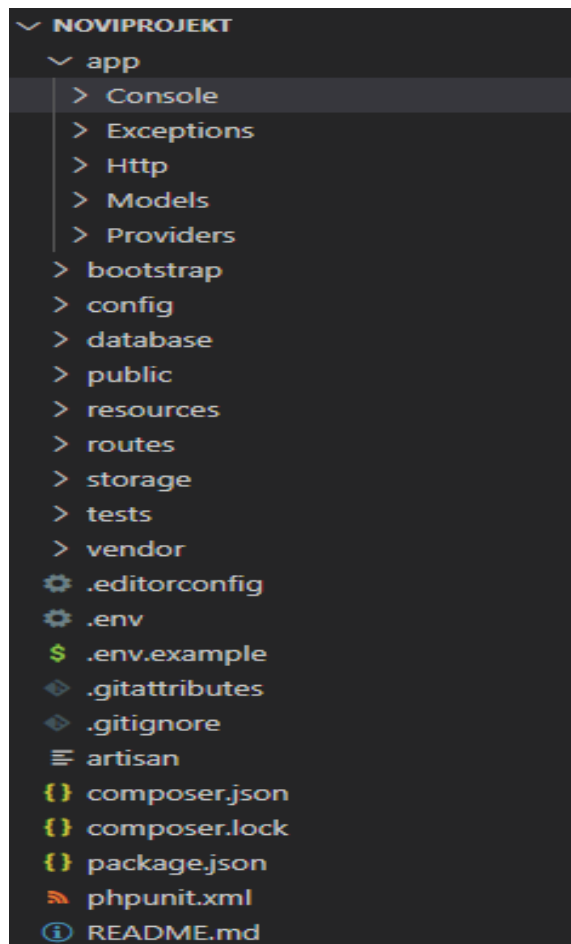 NOVIPROJEKT
app
Console
Exceptions
Http
Models
Providers
bootstrap
config
database
public
resources
routes
storage
tests
vendor
.editorconfig
.env
$ .env.example
.gitattributes
.gitignore
artisan
{} composer.json
{} composer.lock
{} package.json
phpunit.xml
README.md